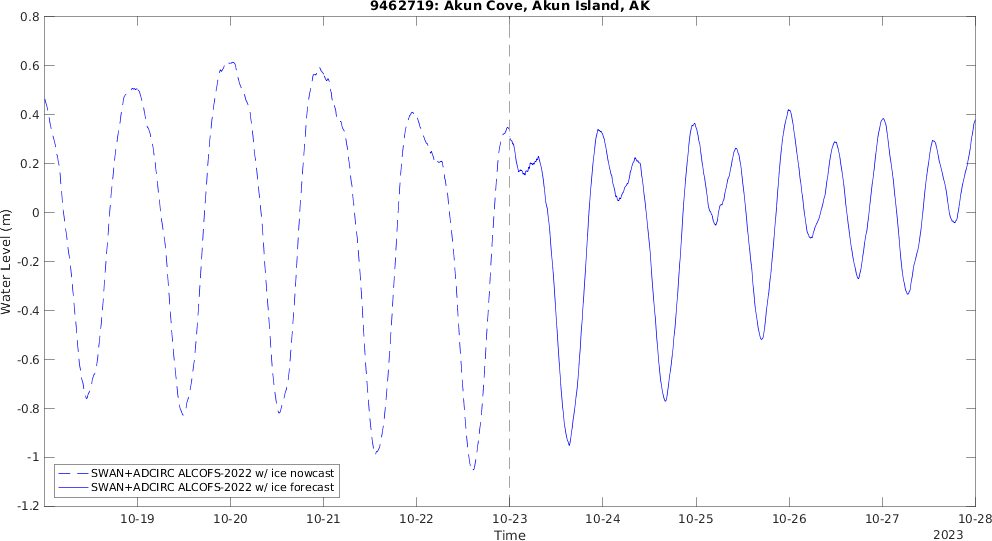 9462719: Akun Cove, Akun Island, AK
Water Level (m)
0.8
0.6
0.4
0.2
0
-0.2
-0.4
-0.6
-0.8
-1
-1.2
SWAN+ADCIRC ALCOFS-2022 w/ ice nowcast
SWAN+ADCIRC ALCOFS-2022 w/ ice forecast
10-19 10-20 10-21 10-22 10-23 10-24 10-25 10-26 10-27 10-28
Time
2023